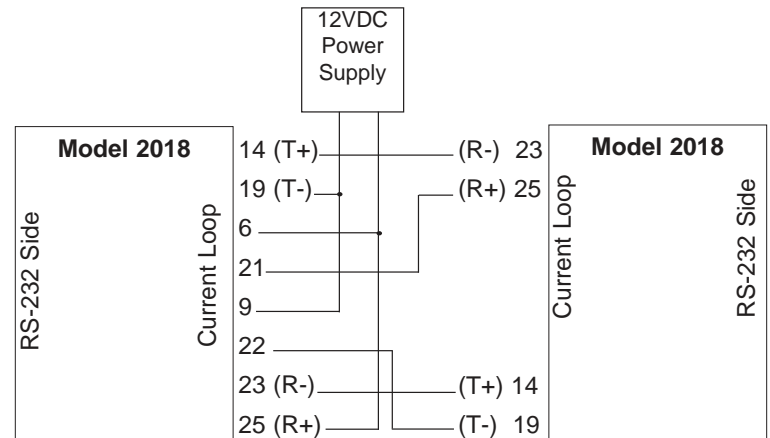 12VDC
Power
Supply
Model 2018
RS-232 Side
Current Loop
14 (T+)
19 (T-)
6
21
9
22
23 (R-)
25 (R+)
(R-) 23
(R+) 25
(T+) 14
(T-) 19
Model 2018
Current Loop
RS-232 Side